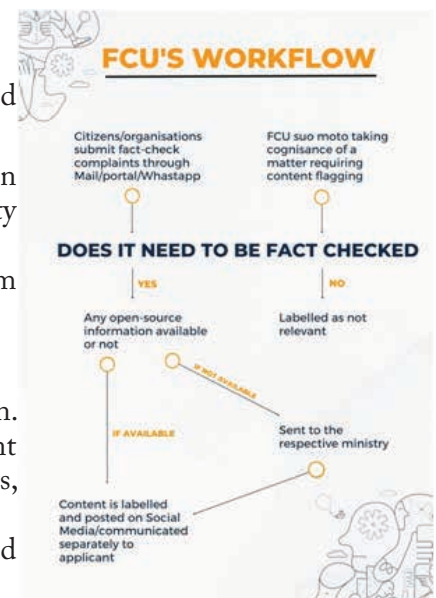 FCU'S WORKFLOW
Citizens/organisations
submit fact-check
complaints through
Mail/portal/Whastapp
FCU suo moto taking
cognisance of a
matter requiring
content flagging
DOES IT NEED TO BE FACT CHECKED
YES
NO
Any open-source
information available
or not
Labelled as not
relevant
IF NOT AVAILABLE
IF AVAILABLE
Sent to the
respective ministry
Content is labelled
and posted on Social
Media/communicated
separately to
applicant